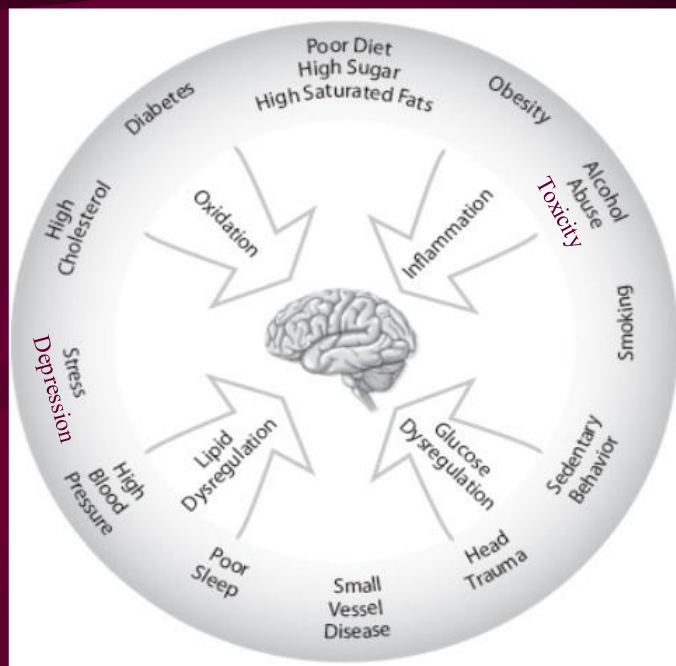 Poor Diet
High Sugar
High Saturated Fats
Obesity
Alcohol
Abuse
Toxicity
Smoking
Sedentary
Behavior
Head
Trauma
Small
Vessel
Disease
Poor
Sleep
High
Blood
Pressure
Stress
Depression
High
Cholesterol
Diabetes
Oxidation
Inflammation
Glucose
Dysregulation
Lipid
Dysregulation